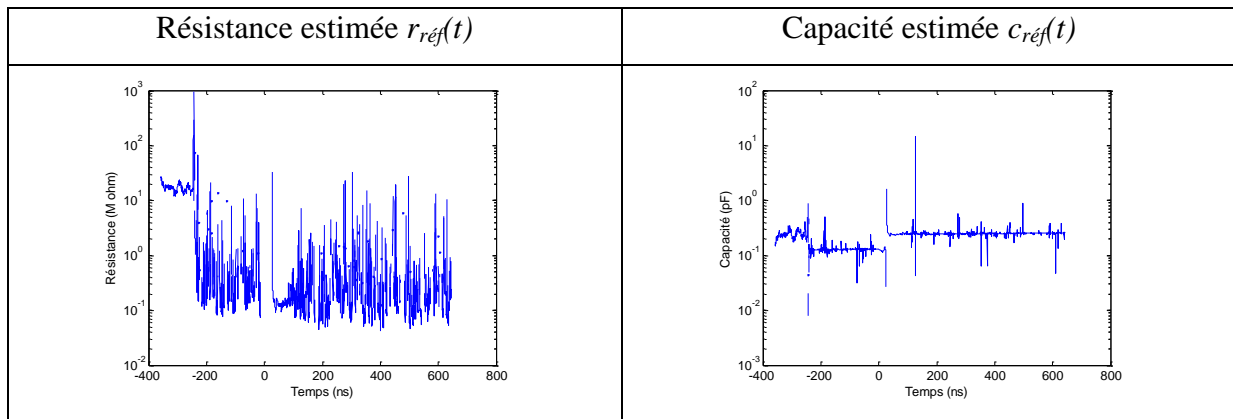 Résistance estimée r_réf(t)
Capacité estimée c_réf(t)
10^3
10^2
10^1
10^0
10^-1
10^-2
Résistance (M ohm)
-400 -200 0 200 400 600 800
Temps (ns)
10^2
10^1
10^0
10^-1
10^-2
10^-3
Capacité (pF)
-400 -200 0 200 400 600 800
Temps (ns)